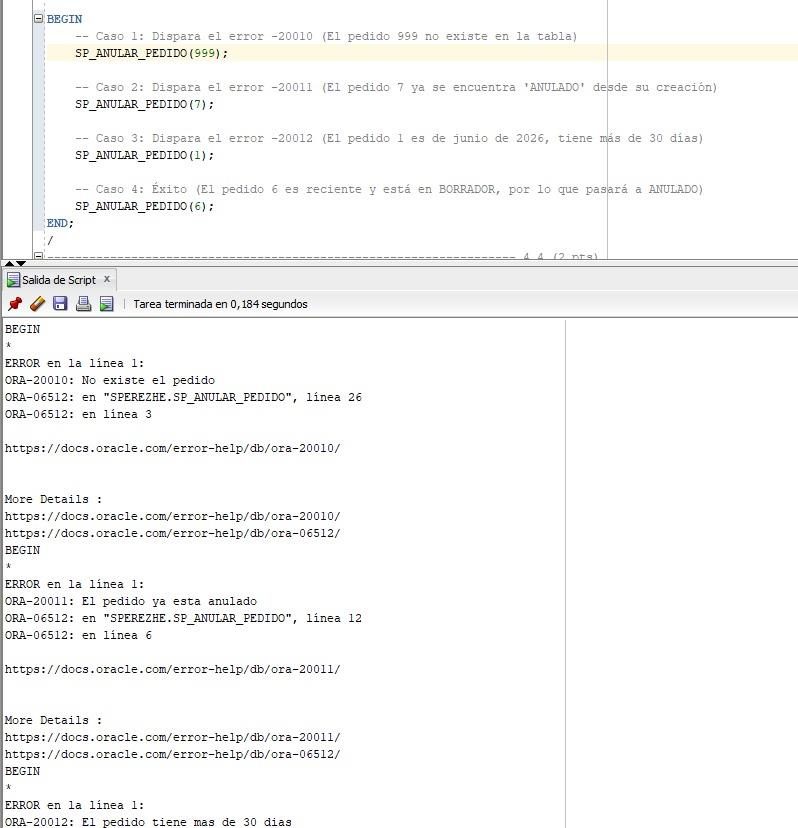 BEGIN
-- Caso 1: Dispara el error -20010 (El pedido 999 no existe en la tabla)
SP_ANULAR_PEDIDO(999);
-- Caso 2: Dispara el error -20011 (El pedido 7 ya se encuentra 'ANULADO' desde su creación)
SP_ANULAR_PEDIDO(7);
-- Caso 3: Dispara el error -20012 (El pedido 1 es de junio de 2026, tiene más de 30 días)
SP_ANULAR_PEDIDO(1);
-- Caso 4: Éxito (El pedido 6 es reciente y está en BORRADOR, por lo que pasará a ANULADO)
SP_ANULAR_PEDIDO(6);
END;
/
-------------------------------------------------------------------- 4.4 (2 pts)
Salida de Script x
Tarea terminada en 0,184 segundos
BEGIN
*
ERROR en la línea 1:
ORA-20010: No existe el pedido
ORA-06512: en "SPEREZHE.SP_ANULAR_PEDIDO", línea 26
ORA-06512: en línea 3
https://docs.oracle.com/error-help/db/ora-20010/
More Details :
https://docs.oracle.com/error-help/db/ora-20010/
https://docs.oracle.com/error-help/db/ora-06512/
BEGIN
*
ERROR en la línea 1:
ORA-20011: El pedido ya esta anulado
ORA-06512: en "SPEREZHE.SP_ANULAR_PEDIDO", línea 12
ORA-06512: en línea 6
https://docs.oracle.com/error-help/db/ora-20011/
More Details :
https://docs.oracle.com/error-help/db/ora-20011/
https://docs.oracle.com/error-help/db/ora-06512/
BEGIN
*
ERROR en la línea 1:
ORA-20012: El pedido tiene mas de 30 dias